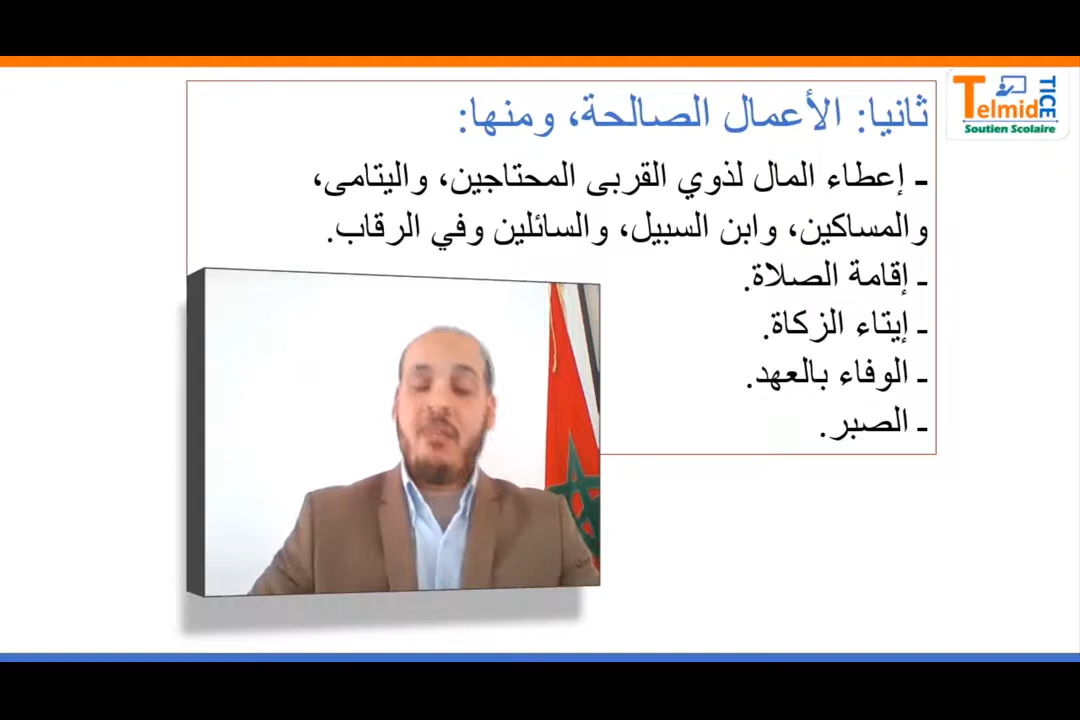 ثانيا: الأعمال الصالحة، ومنها:
ـ إعطاء المال لذوي القربى المحتاجين، واليتامى،
والمساكين، وابن السبيل، والسائلين وفي الرقاب.
ـ إقامة الصلاة.
ـ إيتاء الزكاة.
ـ الوفاء بالعهد.
ـ الصبر.
Telmid
TICE
Soutien Scolaire